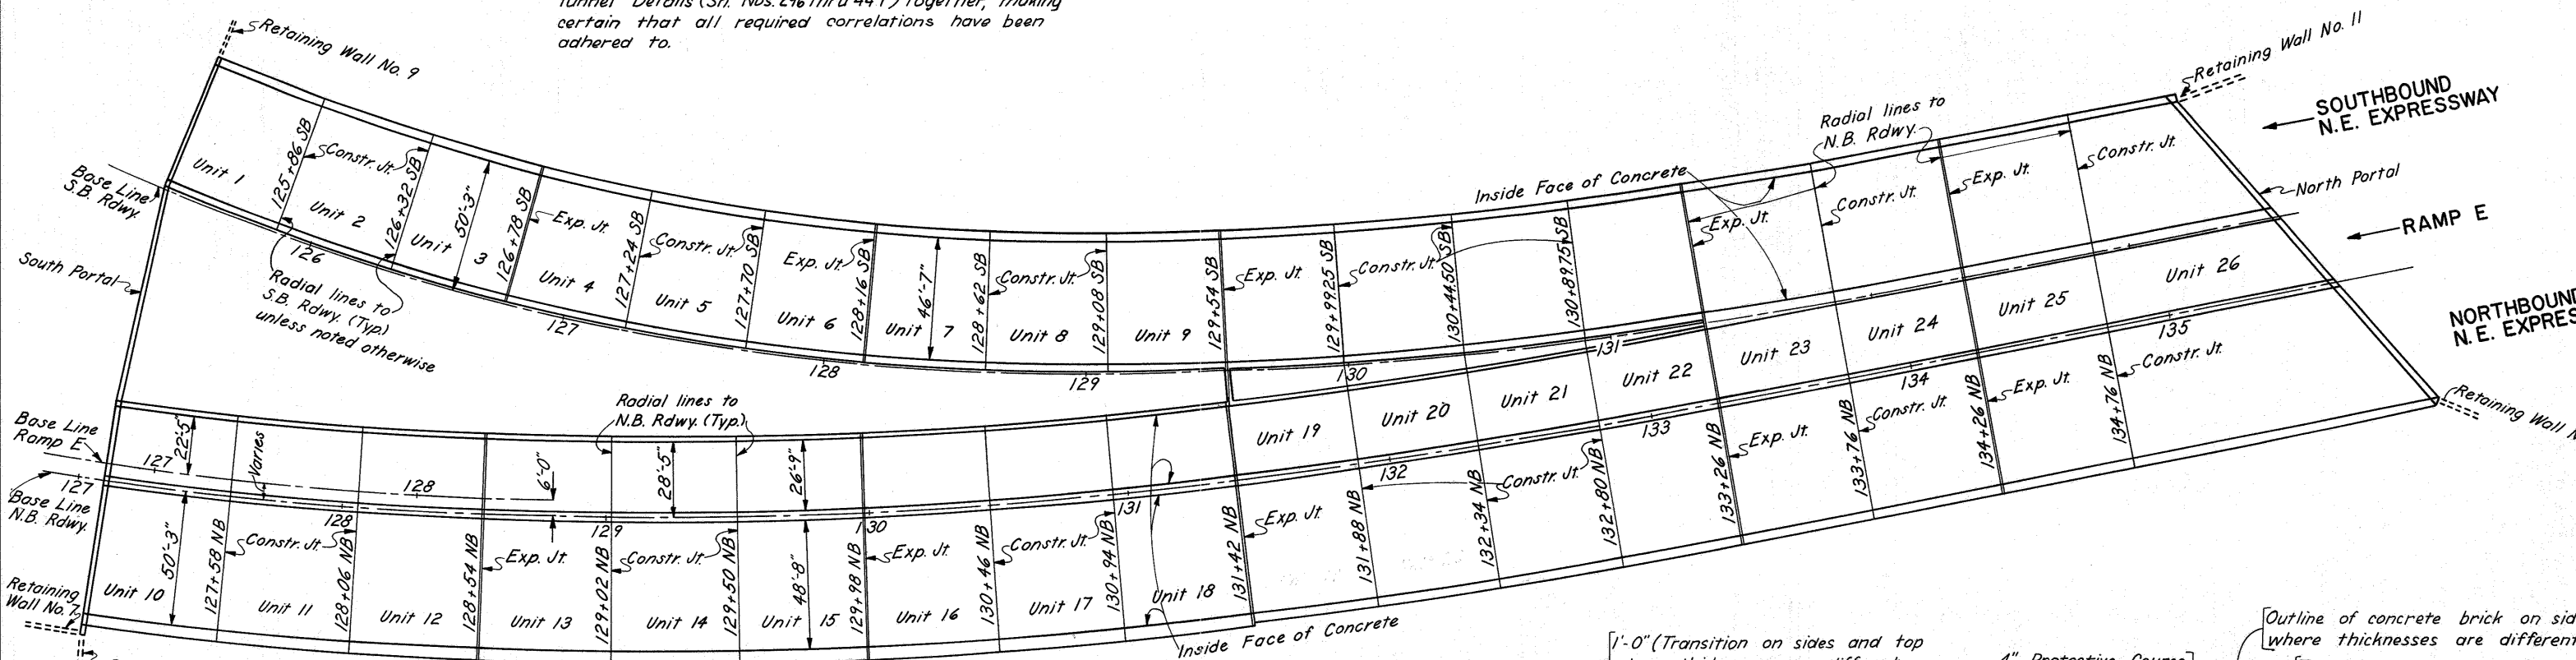 Tunnel Details (Sh. Nos. 296 thru 441) together, making
certain that all required correlations have been
adhered to.
Retaining Wall No. 9
Retaining Wall No. 11
SOUTHBOUND
N.E. EXPRESSWAY
Radial lines to
N.B. Rdwy.
Constr. Jt.
Exp. Jt.
Constr. Jt.
Exp. Jt.
North Portal
RAMP E
Inside Face of Concrete
Base Line
S.B. Rdwy.
South Portal
Unit 1
125+86 SB
Constr. Jt.
Unit 2
126+32 SB
Unit 3
50'-3"
126+78 SB
Exp. Jt.
Unit 4
127+24 SB
Constr. Jt.
Unit 5
127+70 SB
Exp. Jt.
Unit 6
128+16 SB
Unit 7
46'-7"
128+62 SB
Constr. Jt.
Unit 8
129+08 SB
Unit 9
129+54 SB
Exp. Jt.
129+99.25 SB
Constr. Jt.
130+44.50 SB
130+89.75 SB
126
127
128
129
130
131
Radial lines to
S.B. Rdwy. (Typ.)
unless noted otherwise
NORTHBOUND
N.E. EXPRES
Unit 19
Unit 20
Unit 21
Unit 22
Unit 23
Unit 24
Unit 25
Unit 26
Radial lines to
N.B. Rdwy. (Typ.)
Base Line
Ramp E
127
22'-5"
Varies
128
6'-0"
28'-5"
26'-9"
127
Base Line
N.B. Rdwy.
128
129
130
131
132
133
134
135
Retaining
Wall No. 7
Unit 10
50'-3"
127+58 NB
Constr. Jt.
Unit 11
128+06 NB
Unit 12
128+54 NB
Exp. Jt.
Unit 13
129+02 NB
Constr. Jt.
Unit 14
129+50 NB
Unit 15
48'-8"
129+98 NB
Exp. Jt.
Unit 16
130+46 NB
Constr. Jt.
Unit 17
130+94 NB
Unit 18
131+42 NB
Exp. Jt.
131+88 NB
132+34 NB
Constr. Jt.
132+80 NB
133+26 NB
Exp. Jt.
133+76 NB
Constr. Jt.
134+26 NB
Exp. Jt.
134+76 NB
Constr. Jt.
Retaining Wall N
Inside Face of Concrete
1'-0" (Transition on sides and top
4" Protective Course
Outline of concrete brick on sid
where thicknesses are different